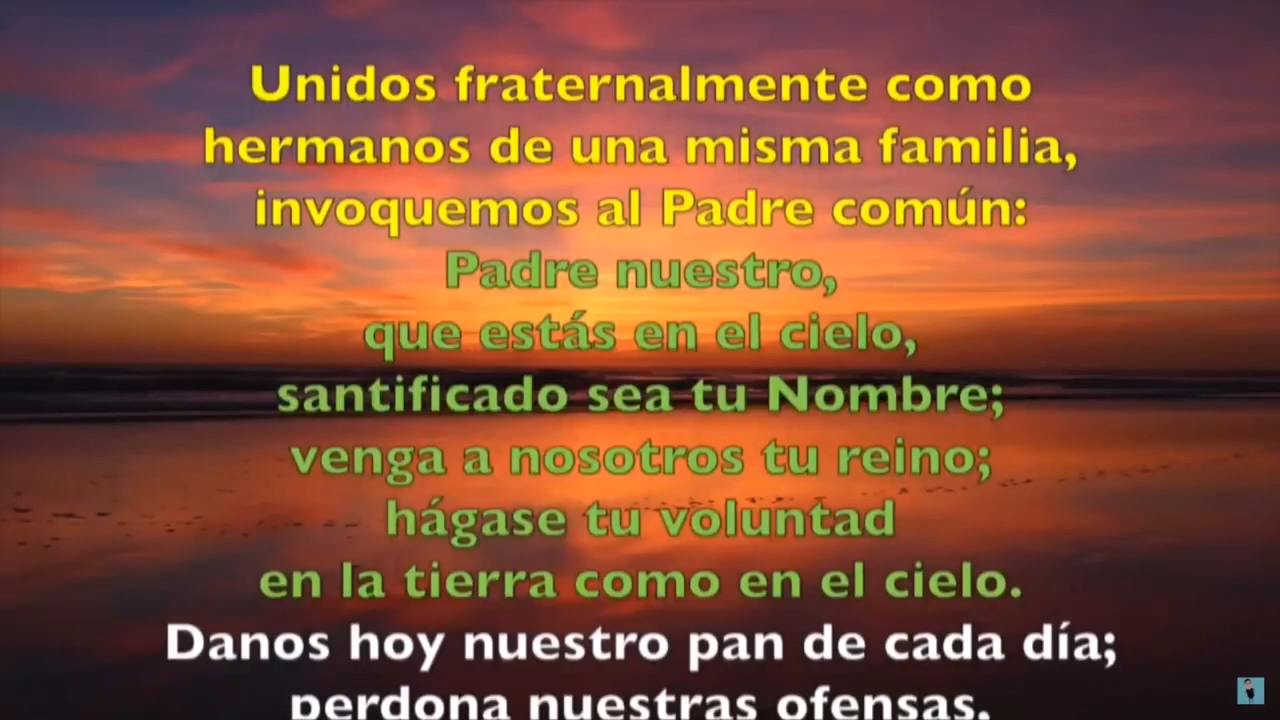 Unidos fraternalmente como
hermanos de una misma familia,
invoquemos al Padre común:
Padre nuestro,
que estás en el cielo,
santificado sea tu Nombre;
venga a nosotros tu reino;
hágase tu voluntad
en la tierra como en el cielo.
Danos hoy nuestro pan de cada día;
perdona nuestras ofensas,